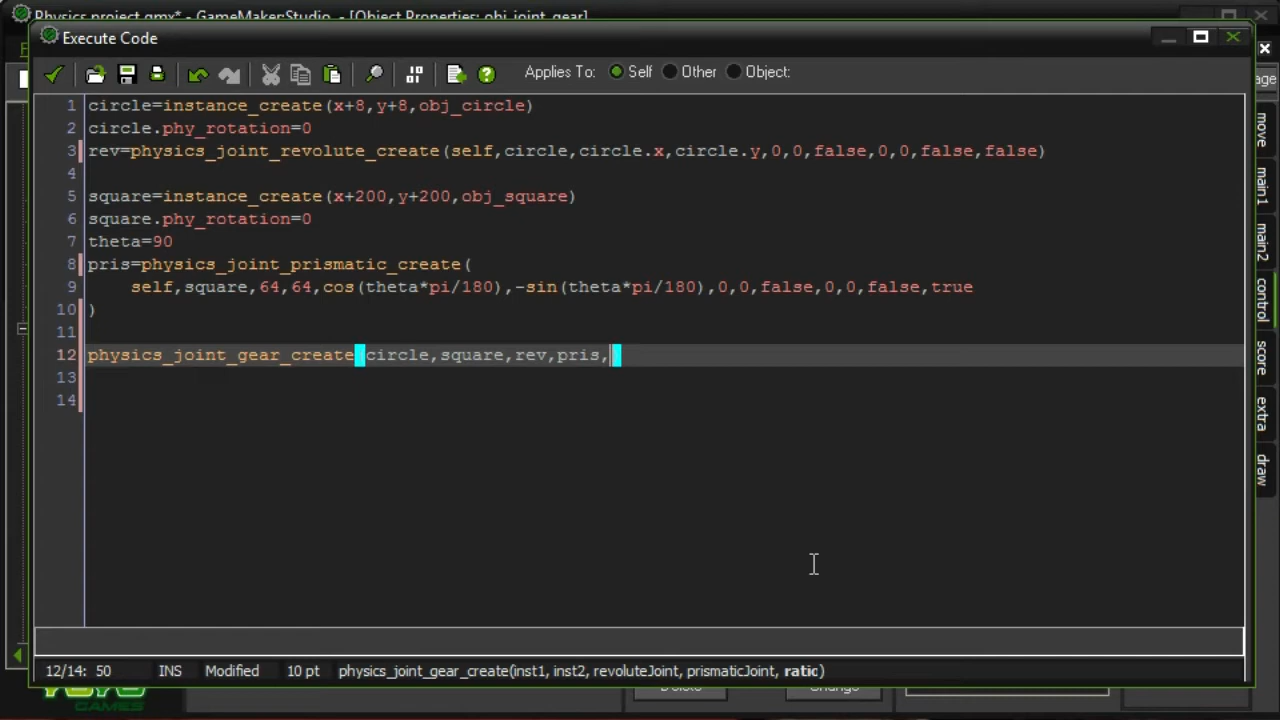 Physics project.gmx* - GameMakerStudio - [Object Properties: obj_joint_gear]
Execute Code
Applies To: Self Other Object:
1 circle=instance_create(x+8,y+8,obj_circle)
2 circle.phy_rotation=0
3 rev=physics_joint_revolute_create(self,circle,circle.x,circle.y,0,0,false,0,0,false,false)
4
5 square=instance_create(x+200,y+200,obj_square)
6 square.phy_rotation=0
7 theta=90
8 pris=physics_joint_prismatic_create(
9 self,square,64,64,cos(theta*pi/180),-sin(theta*pi/180),0,0,false,0,0,false,true
10 )
11
12 physics_joint_gear_create(circle,square,rev,pris,)
13
14
move
main1
main2
control
score
extra
draw
12/14: 50 INS Modified 10 pt physics_joint_gear_create(inst1, inst2, revoluteJoint, prismaticJoint, ratio)
GAMES
Delete
Change